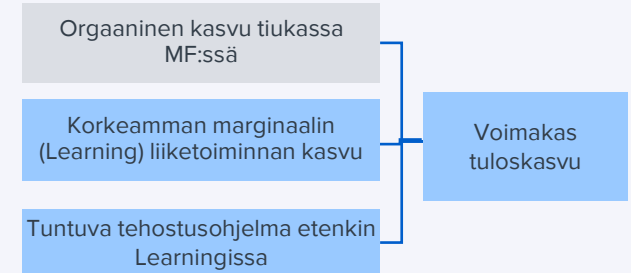 Orgaaninen kasvu tiukassa
MF:ssä
Korkeamman marginaalin
(Learning) liiketoiminnan kasvu
Voimakas
tuloskasvu
Tuntuva tehostusohjelma etenkin
Learningissa